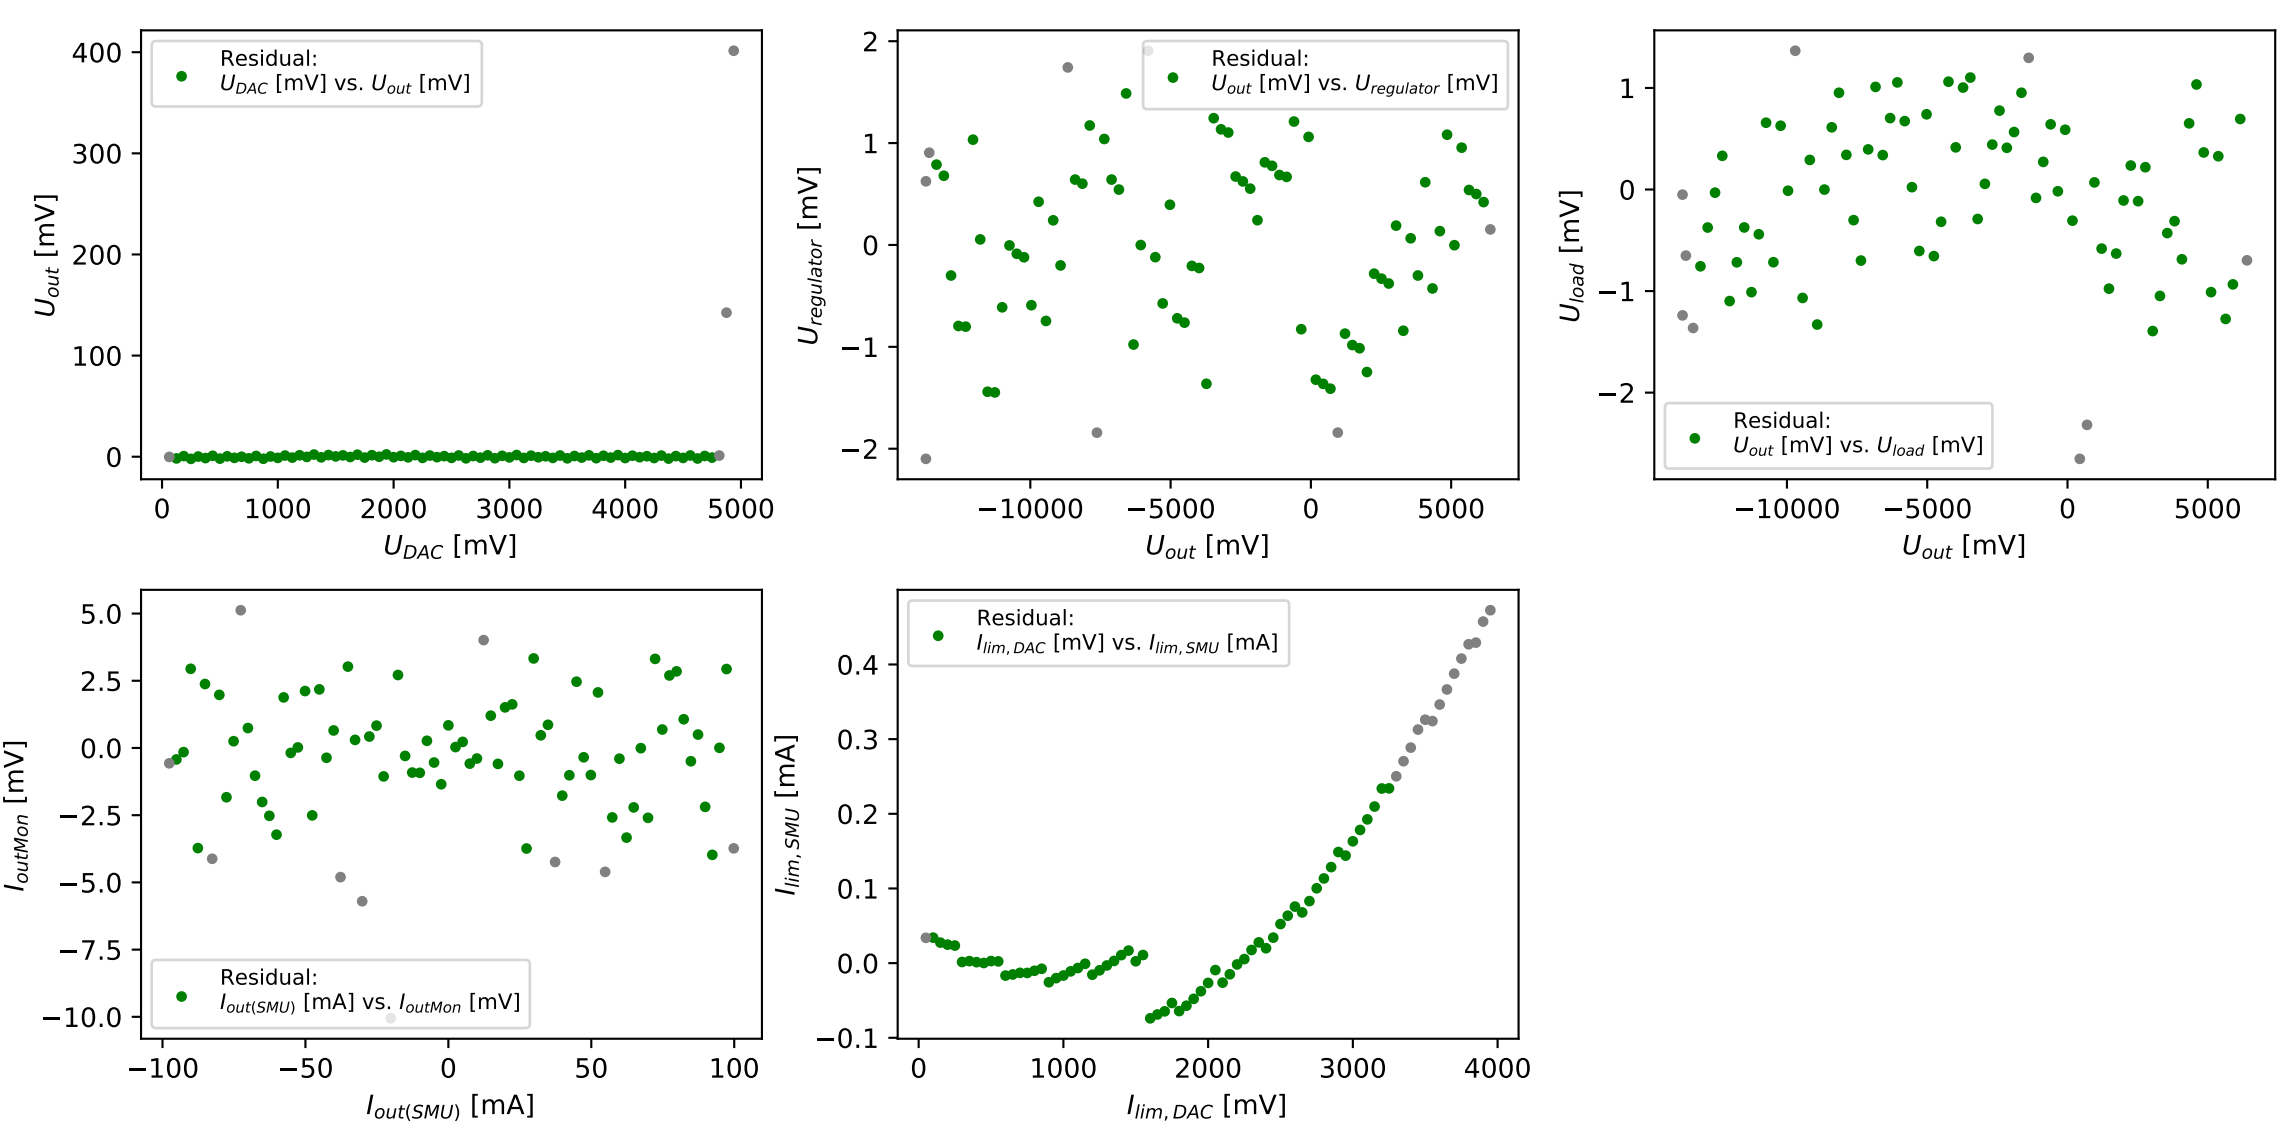 Residual:
U_DAC [mV] vs. U_out [mV]
400
300
200
100
0
U_out [mV]
0 1000 2000 3000 4000 5000
U_DAC [mV]
Residual:
U_out [mV] vs. U_regulator [mV]
2
1
0
−1
−2
U_regulator [mV]
−10000 −5000 0 5000
U_out [mV]
1
0
−1
−2
U_load [mV]
Residual:
U_out [mV] vs. U_load [mV]
−10000 −5000 0 5000
U_out [mV]
5.0
2.5
0.0
−2.5
−5.0
−7.5
−10.0
I_outMon [mV]
Residual:
I_out(SMU) [mA] vs. I_outMon [mV]
−100 −50 0 50 100
I_out(SMU) [mA]
Residual:
I_lim,DAC [mV] vs. I_lim,SMU [mA]
0.4
0.3
0.2
0.1
0.0
−0.1
I_lim,SMU [mA]
0 1000 2000 3000 4000
I_lim,DAC [mV]